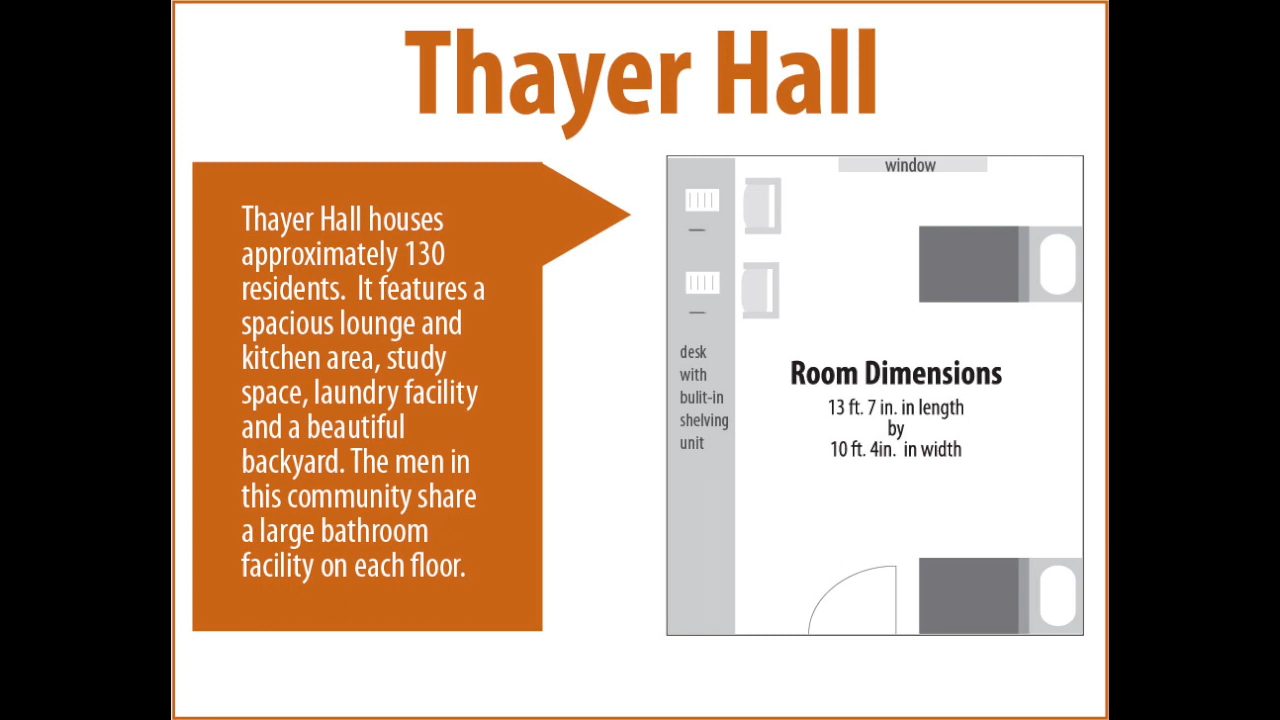 Thayer Hall
Thayer Hall houses
approximately 130
residents.  It features a
spacious lounge and
kitchen area, study
space, laundry facility
and a beautiful
backyard. The men in
this community share
a large bathroom
facility on each floor.
window
desk
with
bulit-in
shelving
unit
Room Dimensions
13 ft. 7 in. in length
by
10 ft. 4in.  in width